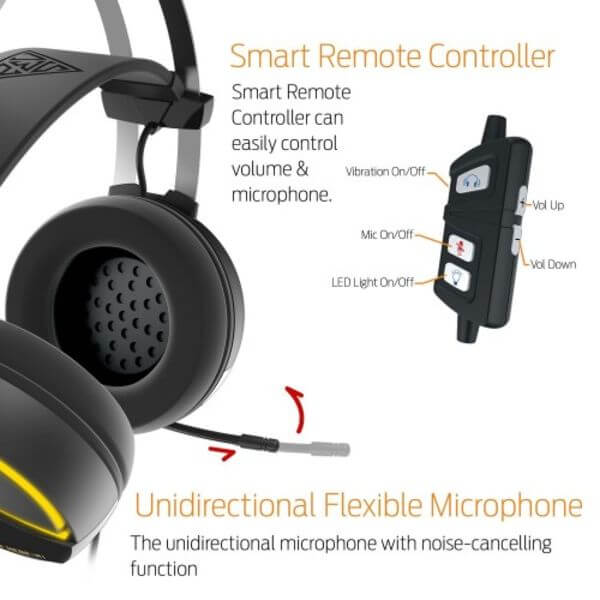 Smart Remote Controller
Smart Remote
Controller can
easily control
volume &
microphone.
Vibration On/Off
Vol Up
Mic On/Off
Vol Down
LED Light On/Off
Unidirectional Flexible Microphone
The unidirectional microphone with noise-cancelling
function